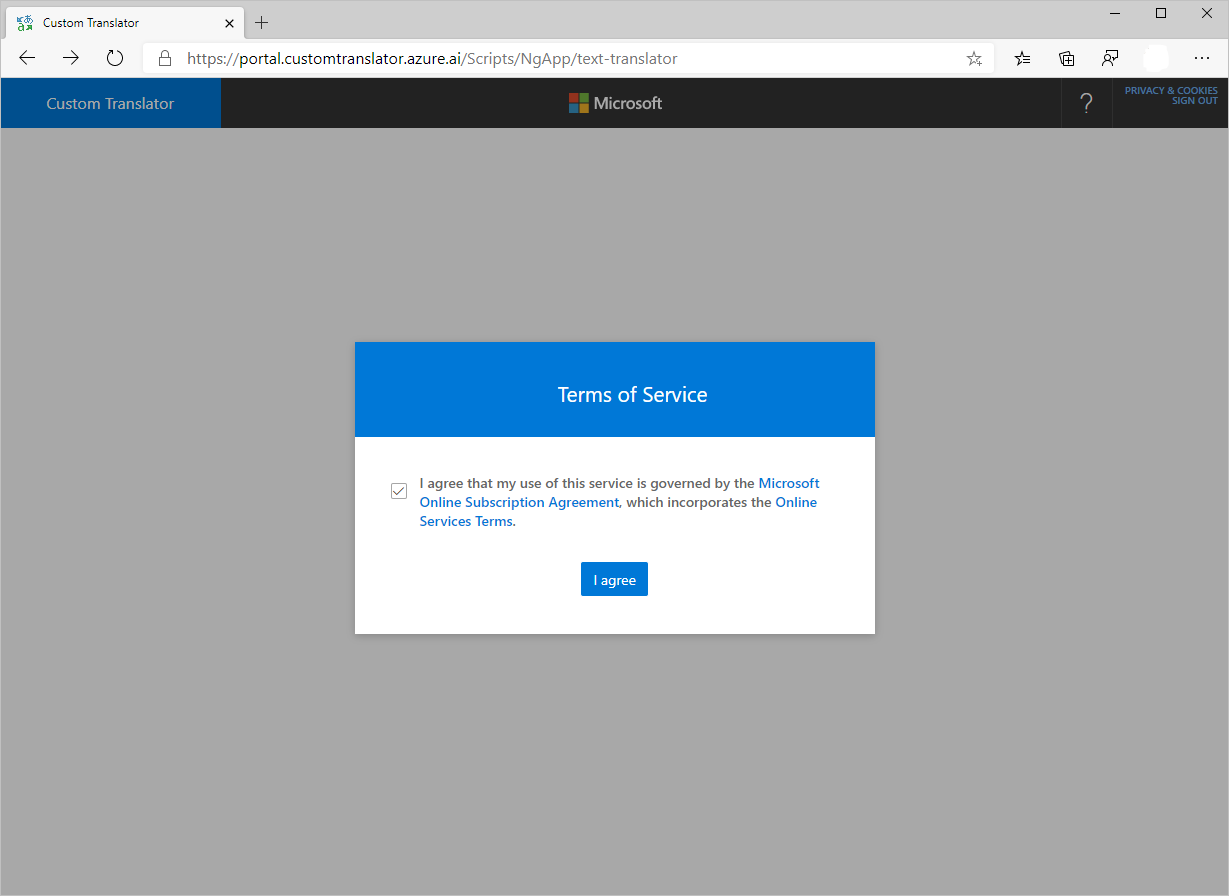 Custom Translator
https://portal.customtranslator.azure.ai/Scripts/NgApp/text-translator
Custom Translator
Microsoft
?
PRIVACY & COOKIES
SIGN OUT
Terms of Service
I agree that my use of this service is governed by the Microsoft
Online Subscription Agreement, which incorporates the Online
Services Terms.
I agree